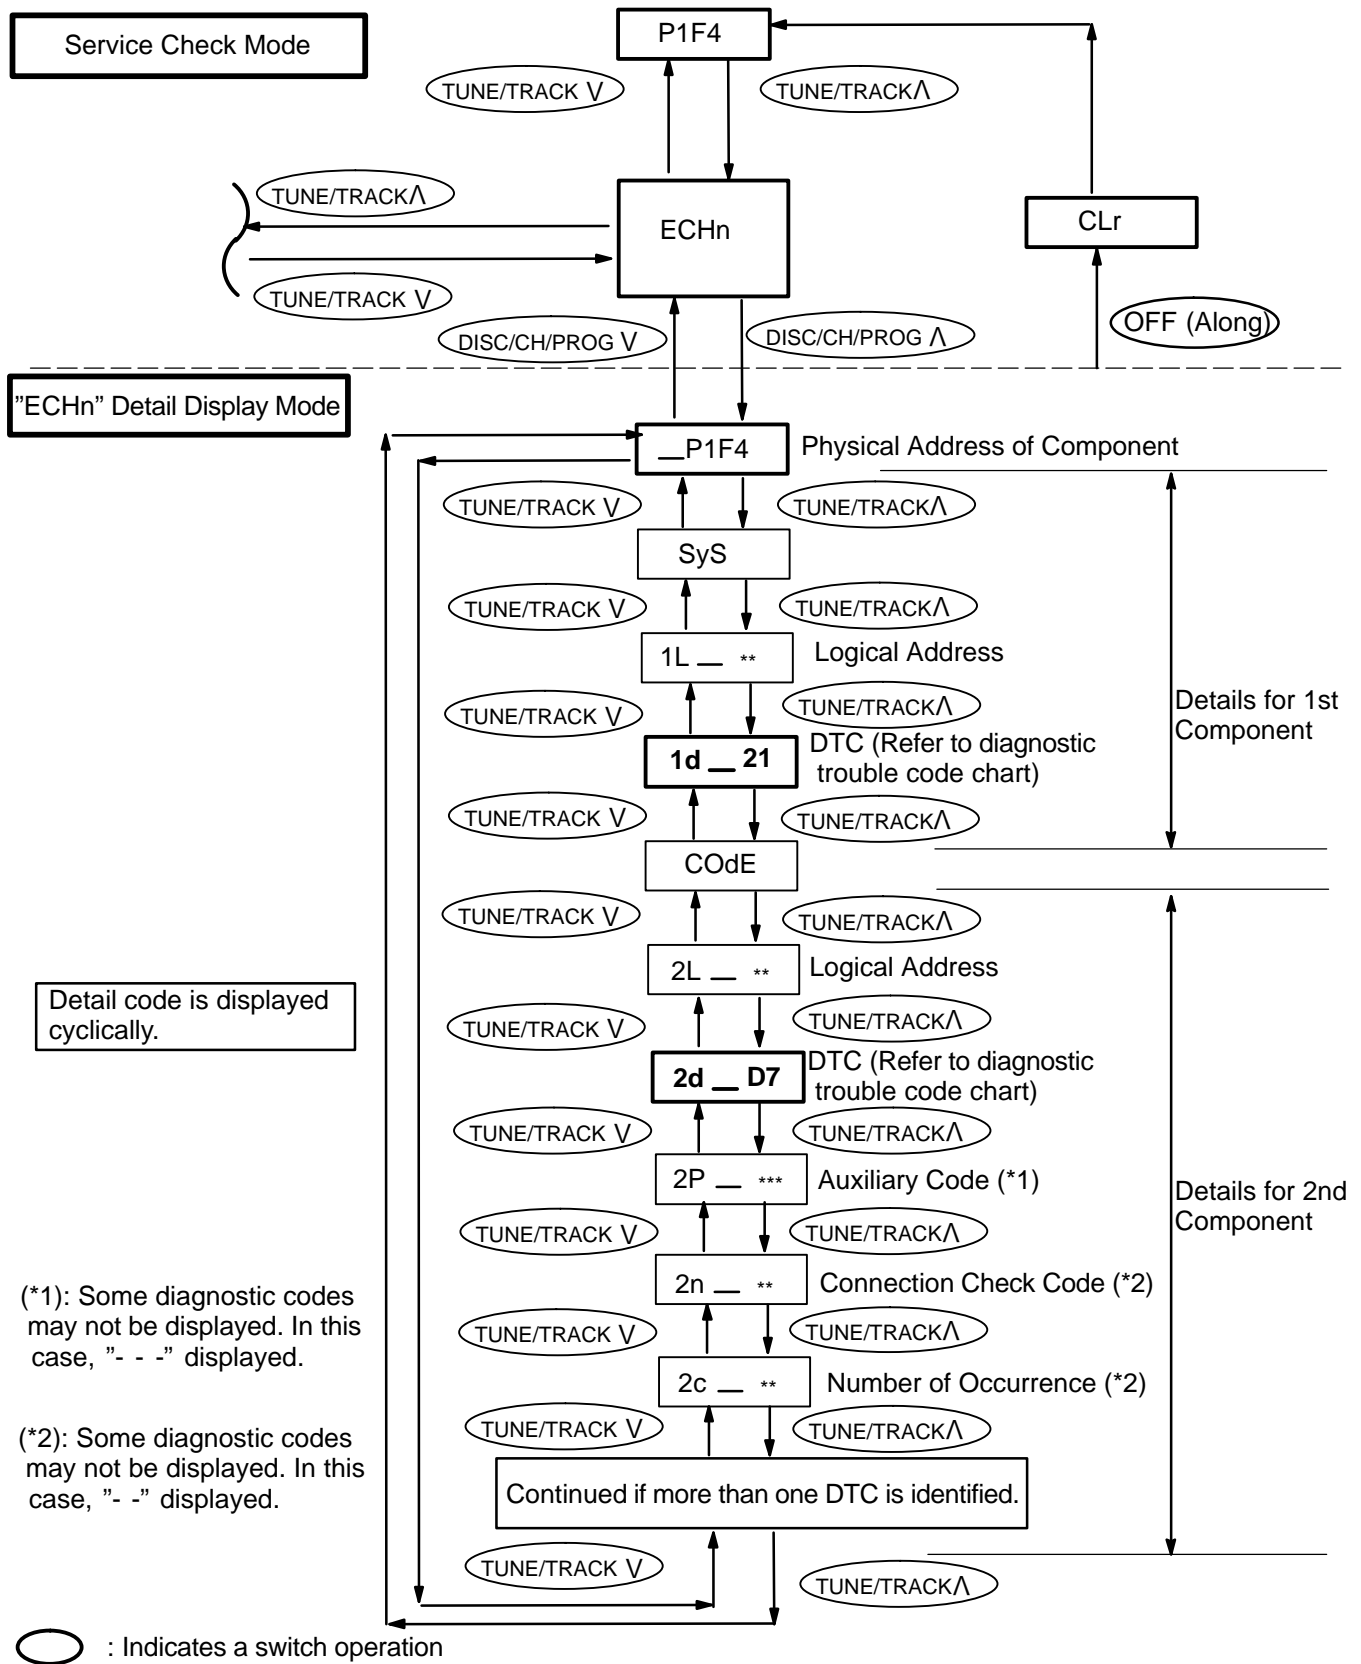 Service Check Mode
P1F4
TUNE/TRACK V
TUNE/TRACKΛ
TUNE/TRACKΛ
ECHn
CLr
TUNE/TRACK V
OFF (Along)
DISC/CH/PROG V
DISC/CH/PROG Λ
”ECHn” Detail Display Mode
__P1F4
Physical Address of Component
TUNE/TRACK V
TUNE/TRACKΛ
SyS
TUNE/TRACK V
TUNE/TRACKΛ
1L __ **
Logical Address
TUNE/TRACK V
TUNE/TRACKΛ
Details for 1st
Component
1d __ 21
DTC (Refer to diagnostic
trouble code chart)
TUNE/TRACK V
TUNE/TRACKΛ
COdE
TUNE/TRACK V
TUNE/TRACKΛ
2L __ **
Logical Address
Detail code is displayed
cyclically.
TUNE/TRACK V
TUNE/TRACKΛ
2d __ D7
DTC (Refer to diagnostic
trouble code chart)
TUNE/TRACK V
TUNE/TRACKΛ
2P __ ***
Auxiliary Code (*1)
Details for 2nd
Component
TUNE/TRACK V
TUNE/TRACKΛ
2n __ **
Connection Check Code (*2)
(*1): Some diagnostic codes
may not be displayed. In this
case, ”- - -” displayed.
TUNE/TRACK V
TUNE/TRACKΛ
2c __ **
Number of Occurrence (*2)
TUNE/TRACK V
TUNE/TRACKΛ
(*2): Some diagnostic codes
may not be displayed. In this
case, ”- -” displayed.
Continued if more than one DTC is identified.
TUNE/TRACK V
TUNE/TRACKΛ
: Indicates a switch operation